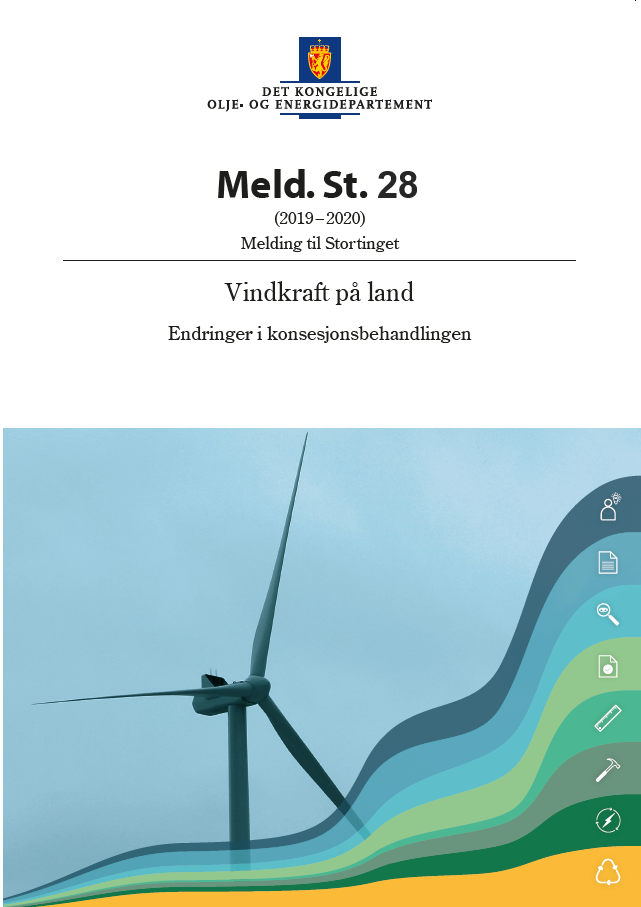 DET KONGELIGE
OLJE- OG ENERGIDEPARTEMENT
Meld. St. 28
(2019–2020)
Melding til Stortinget
Vindkraft på land
Endringer i konsesjonsbehandlingen